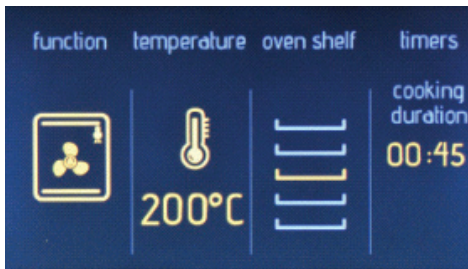 function temperature oven shelf timers
cooking
duration
200°C 00:45